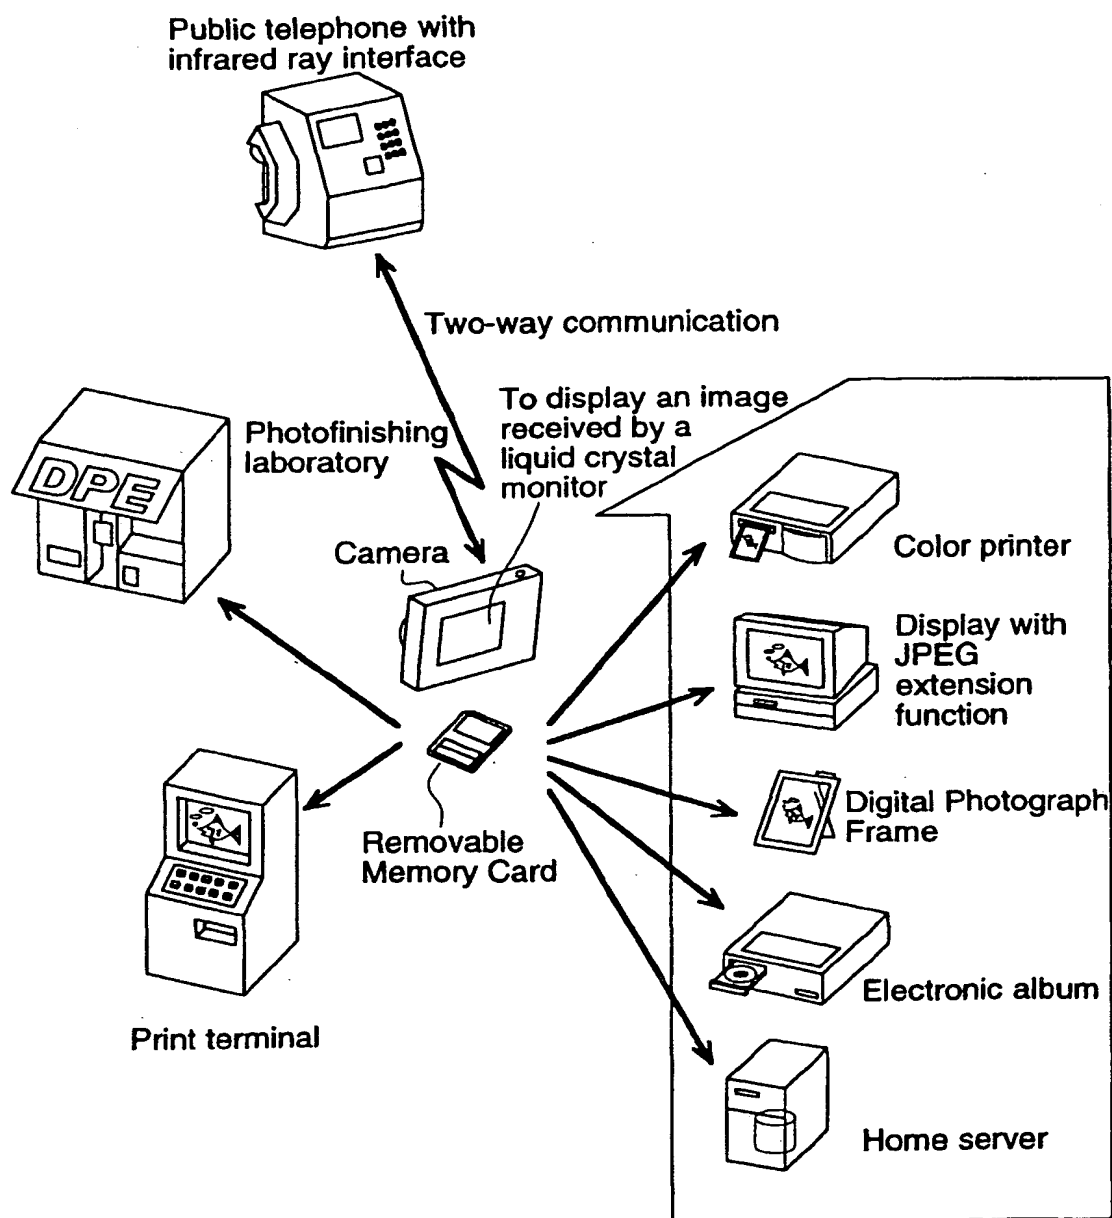 Public telephone with
infrared ray interface
Two-way communication
To display an image
received by a
liquid crystal
monitor
Photofinishing
laboratory
DPE
Camera
Color printer
Display with
JPEG
extension
function
Digital Photograph
Frame
Removable
Memory Card
Electronic album
Print terminal
Home server